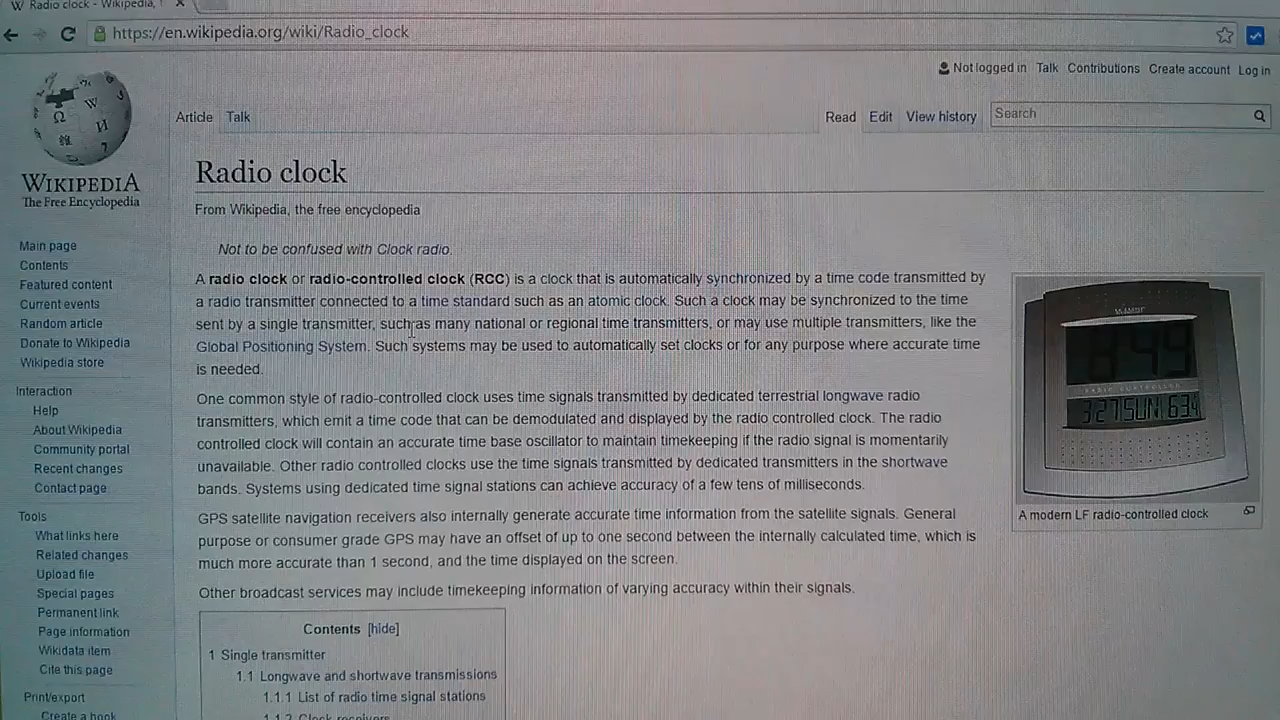 W Radio clock - Wikipedia,
https://en.wikipedia.org/wiki/Radio_clock
Not logged in Talk Contributions Create account Log in
Article Talk Read Edit View history Search
WIKIPEDIA
The Free Encyclopedia
Radio clock
From Wikipedia, the free encyclopedia
Not to be confused with Clock radio.
A radio clock or radio-controlled clock (RCC) is a clock that is automatically synchronized by a time code transmitted by
a radio transmitter connected to a time standard such as an atomic clock. Such a clock may be synchronized to the time
sent by a single transmitter, such as many national or regional time transmitters, or may use multiple transmitters, like the
Global Positioning System. Such systems may be used to automatically set clocks or for any purpose where accurate time
is needed.
One common style of radio-controlled clock uses time signals transmitted by dedicated terrestrial longwave radio
transmitters, which emit a time code that can be demodulated and displayed by the radio controlled clock. The radio
controlled clock will contain an accurate time base oscillator to maintain timekeeping if the radio signal is momentarily
unavailable. Other radio controlled clocks use the time signals transmitted by dedicated transmitters in the shortwave
bands. Systems using dedicated time signal stations can achieve accuracy of a few tens of milliseconds.
GPS satellite navigation receivers also internally generate accurate time information from the satellite signals. General
purpose or consumer grade GPS may have an offset of up to one second between the internally calculated time, which is
much more accurate than 1 second, and the time displayed on the screen.
Other broadcast services may include timekeeping information of varying accuracy within their signals.
Contents [hide]
1 Single transmitter
1.1 Longwave and shortwave transmissions
1.1.1 List of radio time signal stations
1.1.2 Clock receivers
8:49
RADIO CONTROLLED
3 27 SUN 63.4
A modern LF radio-controlled clock
Main page
Contents
Featured content
Current events
Random article
Donate to Wikipedia
Wikipedia store
Interaction
Help
About Wikipedia
Community portal
Recent changes
Contact page
Tools
What links here
Related changes
Upload file
Special pages
Permanent link
Page information
Wikidata item
Cite this page
Print/export
Create a book